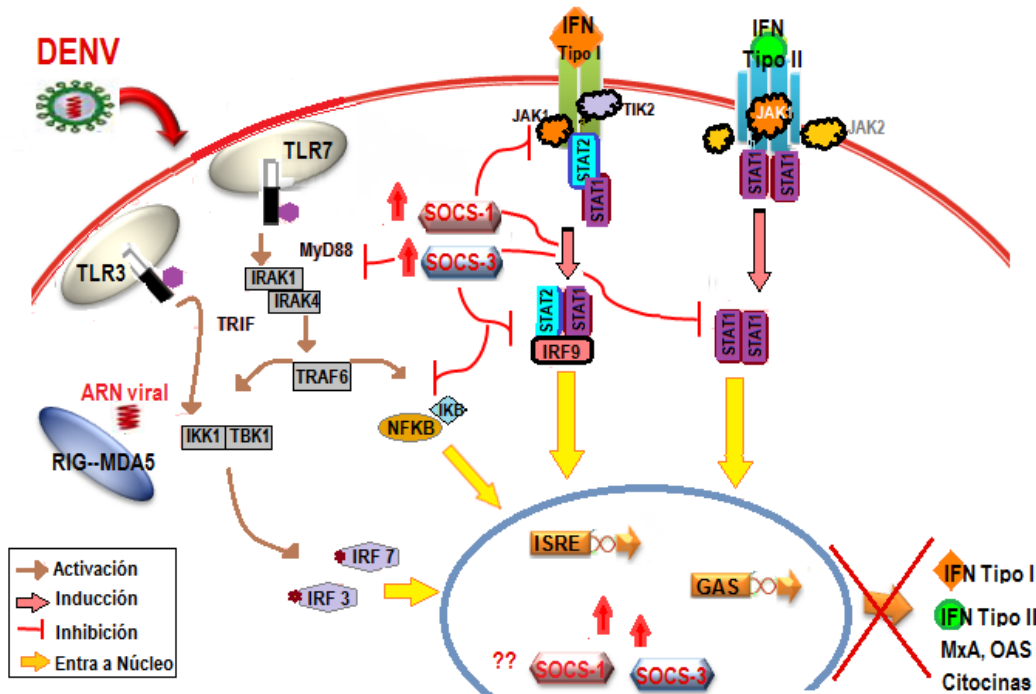 DENV
IFN
Tipo I
IFN
Tipo II
JAK1
TIK2
JAK1
JAK2
TLR7
STAT2
STAT1
STAT1
STAT1
SOCS-1
MyD88
SOCS-3
TLR3
IRAK1
IRAK4
STAT2
STAT1
IRF9
STAT1
STAT1
TRIF
TRAF6
ARN viral
IKB
NFKB
IKK1 TBK1
RIG--MDA5
ISRE
GAS
IRF 7
IRF 3
?? SOCS-1
SOCS-3
Activación
Inducción
Inhibición
Entra a Núcleo
IFN Tipo I
IFN Tipo II
MxA, OAS
Citocinas